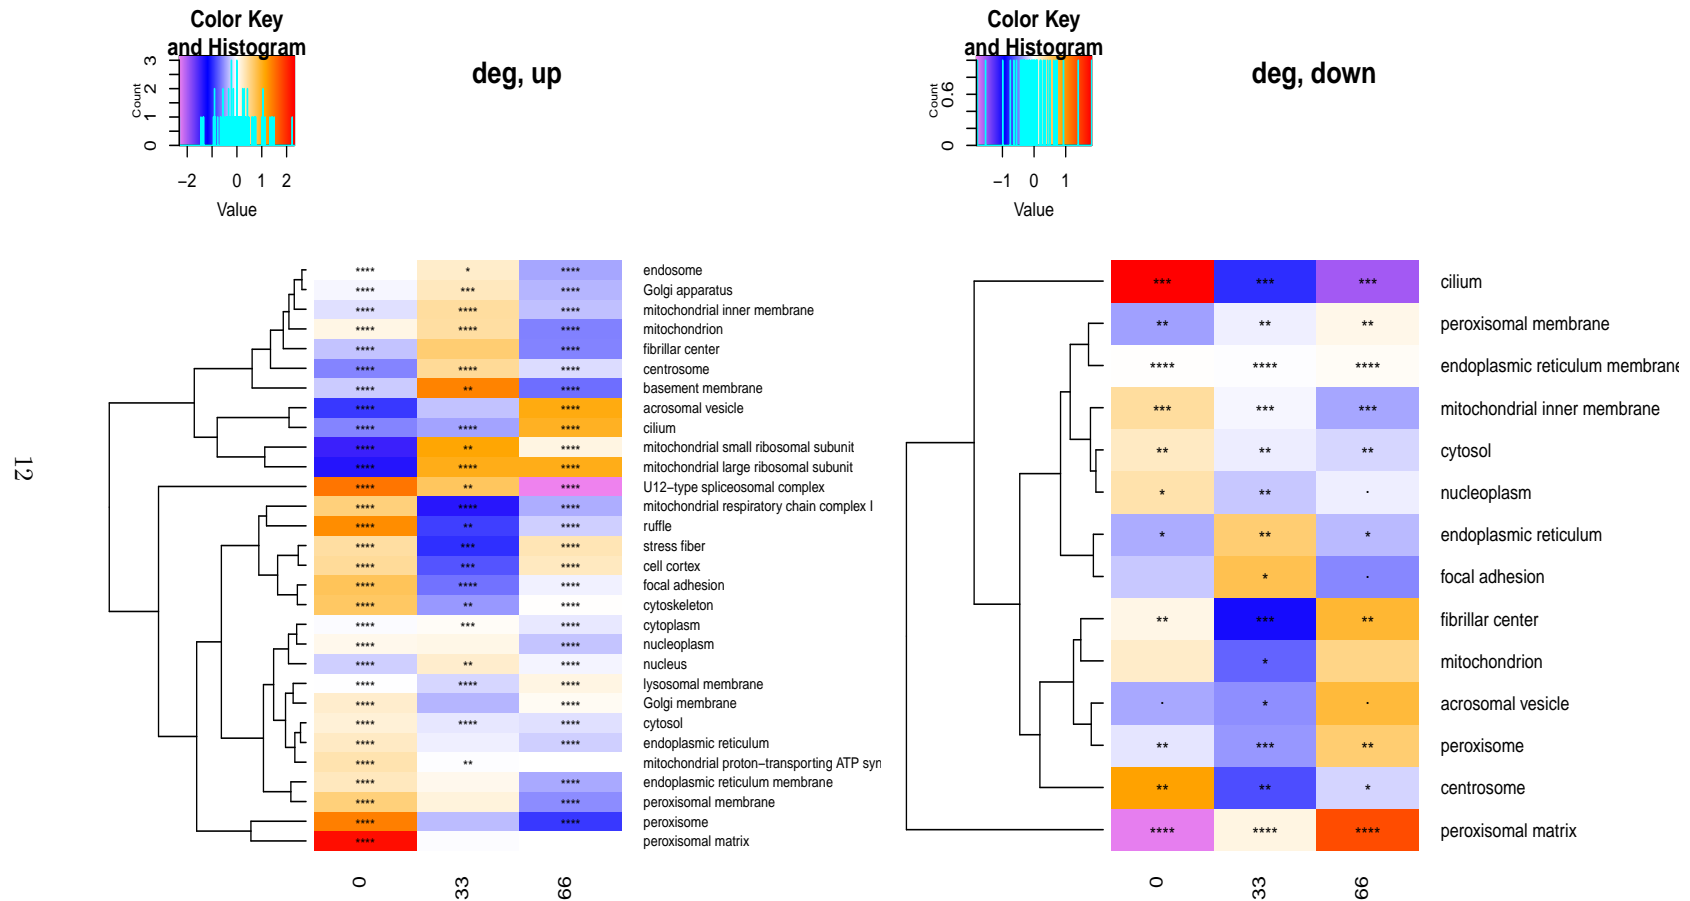 Color Key
and Histogram
Count
0 1 2 3
−2 0 1 2
Value
deg, up
**** * **** endosome
**** *** **** Golgi apparatus
**** **** **** mitochondrial inner membrane
**** **** **** mitochondrion
**** **** fibrillar center
**** **** **** centrosome
**** ** **** basement membrane
**** **** acrosomal vesicle
**** **** **** cilium
**** ** **** mitochondrial small ribosomal subunit
**** **** **** mitochondrial large ribosomal subunit
**** ** **** U12−type spliceosomal complex
**** **** **** mitochondrial respiratory chain complex I
**** ** **** ruffle
**** *** **** stress fiber
**** *** **** cell cortex
**** **** **** focal adhesion
**** ** **** cytoskeleton
**** *** **** cytoplasm
**** **** nucleoplasm
**** ** **** nucleus
**** **** **** lysosomal membrane
**** **** Golgi membrane
**** **** **** cytosol
**** **** endoplasmic reticulum
**** ** mitochondrial proton−transporting ATP syn
**** **** endoplasmic reticulum membrane
**** **** peroxisomal membrane
**** **** peroxisome
**** peroxisomal matrix
0 33 66
Color Key
and Histogram
Count
0 0.6
−1 0 1
Value
deg, down
*** *** *** cilium
** ** ** peroxisomal membrane
**** **** **** endoplasmic reticulum membrane
*** *** *** mitochondrial inner membrane
** ** ** cytosol
* ** . nucleoplasm
* ** * endoplasmic reticulum
* . focal adhesion
** *** ** fibrillar center
* mitochondrion
. * . acrosomal vesicle
** *** ** peroxisome
** ** * centrosome
**** **** **** peroxisomal matrix
0 33 66
12